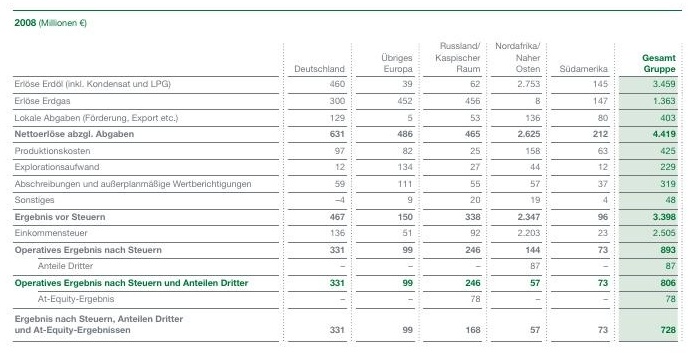 2008 (Millionen €)
Deutschland Übriges Europa Russland/ Kaspischer Raum Nordafrika/ Naher Osten Südamerika Gesamt Gruppe
Erlöse Erdöl (inkl. Kondensat und LPG) 460 39 62 2.753 145 3.459
Erlöse Erdgas 300 452 456 8 147 1.363
Lokale Abgaben (Förderung, Export etc.) 129 5 53 136 80 403
Nettoerlöse abzgl. Abgaben 631 486 465 2.625 212 4.419
Produktionskosten 97 82 25 158 63 425
Explorationsaufwand 12 134 27 44 12 229
Abschreibungen und außerplanmäßige Wertberichtigungen 59 111 55 57 37 319
Sonstiges –4 9 20 19 4 48
Ergebnis vor Steuern 467 150 338 2.347 96 3.398
Einkommensteuer 136 51 92 2.203 23 2.505
Operatives Ergebnis nach Steuern 331 99 246 144 73 893
Anteile Dritter – – – 87 – 87
Operatives Ergebnis nach Steuern und Anteilen Dritter 331 99 246 57 73 806
At-Equity-Ergebnis – – 78 – – 78
Ergebnis nach Steuern, Anteilen Dritter
und At-Equity-Ergebnissen 331 99 168 57 73 728